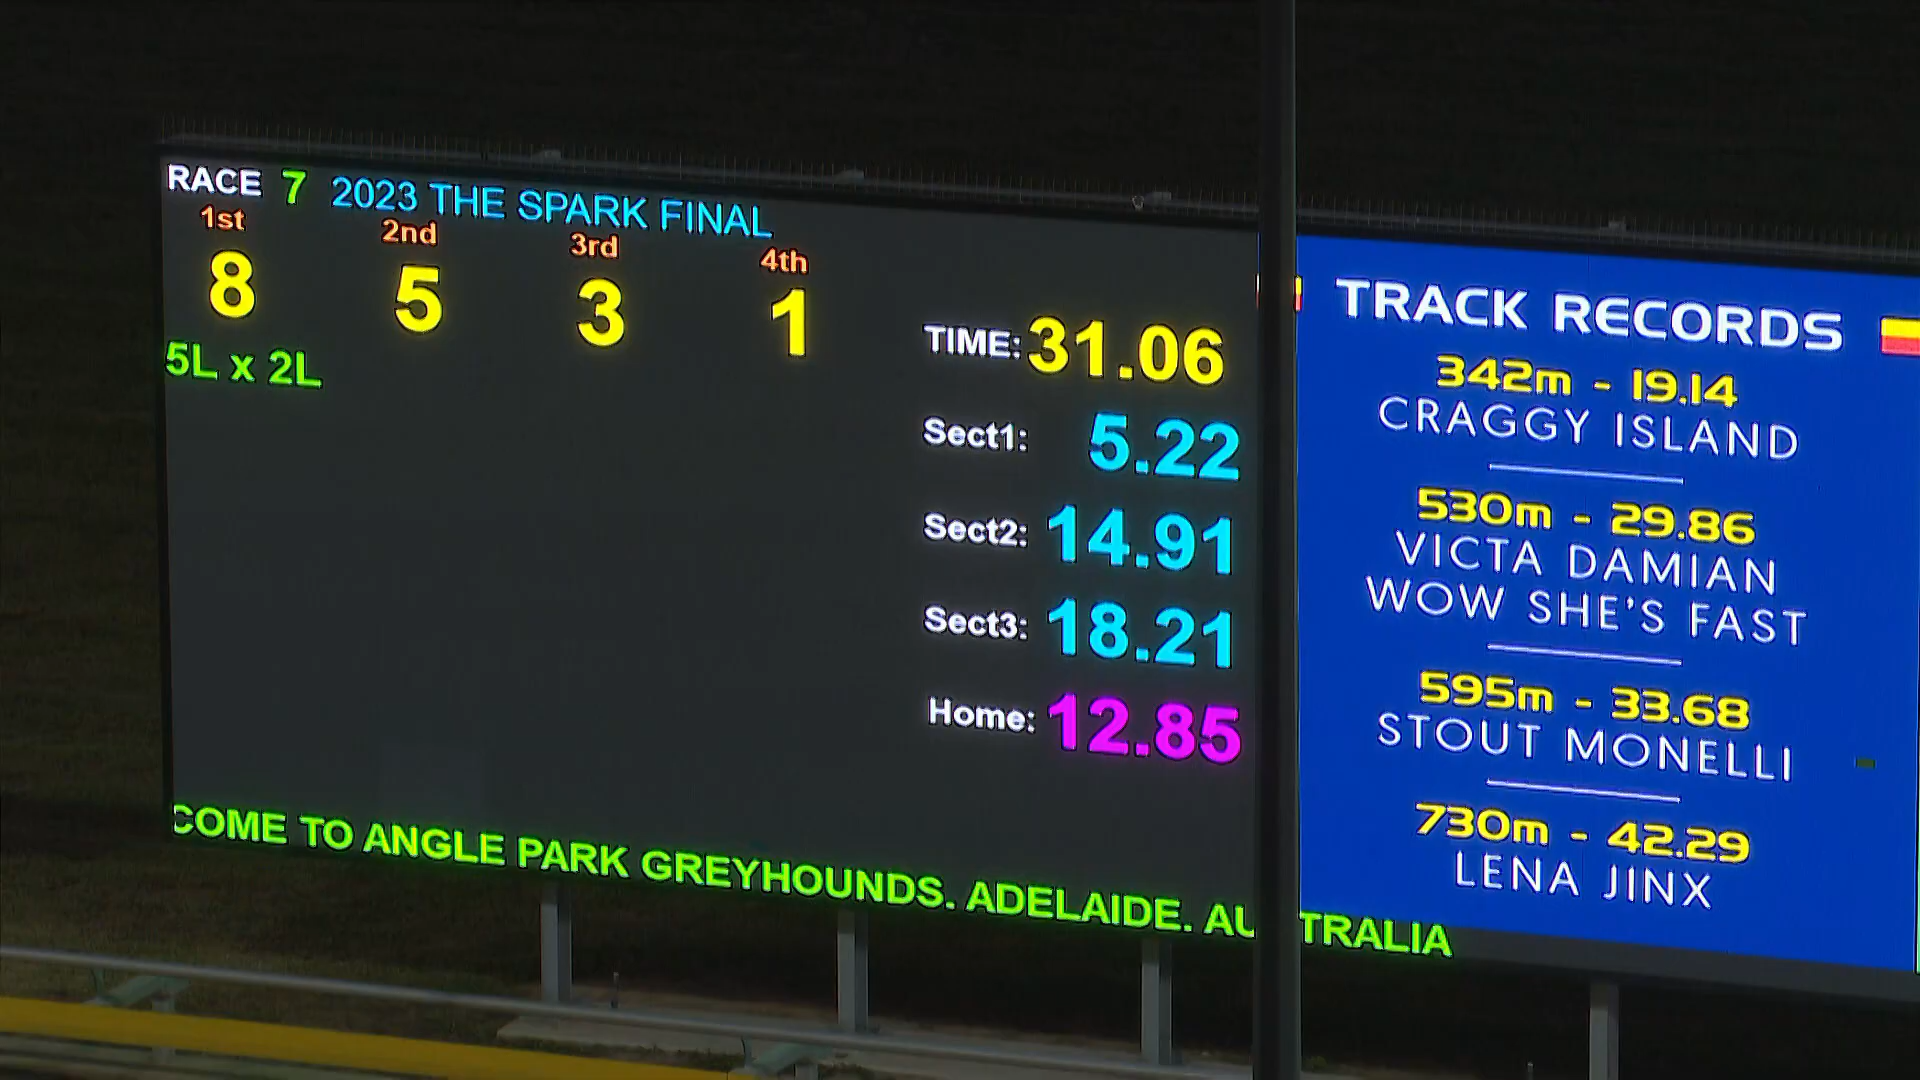 RACE 7 2023 THE SPARK FINAL
1st 2nd 3rd 4th
8 5 3 1
5L x 2L
TIME: 31.06
Sect1: 5.22
Sect2: 14.91
Sect3: 18.21
Home: 12.85
COME TO ANGLE PARK GREYHOUNDS. ADELAIDE. AU TRALIA
TRACK RECORDS
342m - 19.14
CRAGGY ISLAND
530m - 29.86
VICTA DAMIAN
WOW SHE'S FAST
595m - 33.68
STOUT MONELLI
730m - 42.29
LENA JINX